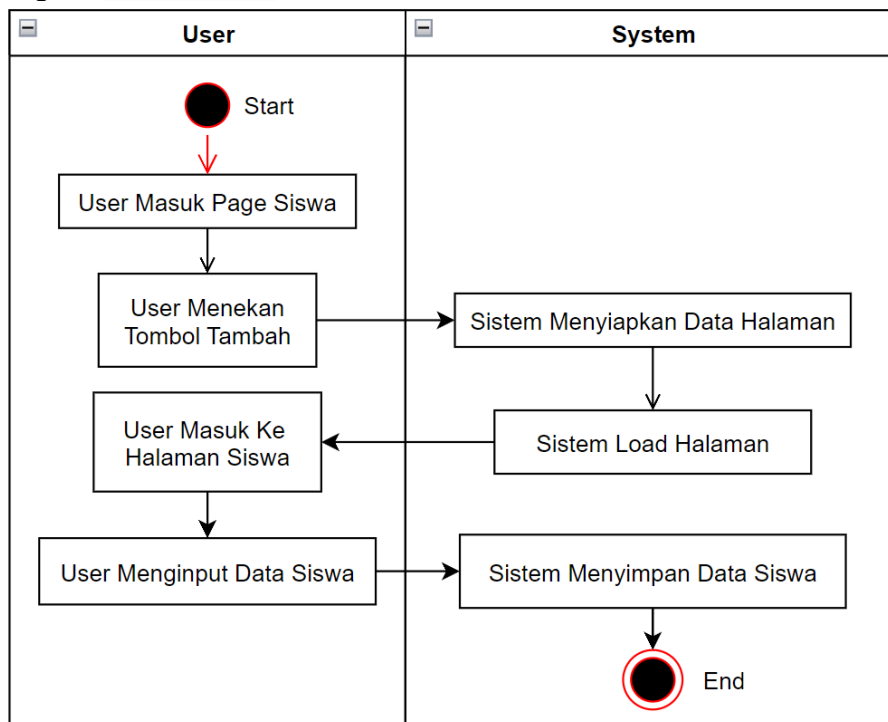 User
System
Start
User Masuk Page Siswa
User Menekan
Tombol Tambah
Sistem Menyiapkan Data Halaman
Sistem Load Halaman
User Masuk Ke
Halaman Siswa
User Menginput Data Siswa
Sistem Menyimpan Data Siswa
End